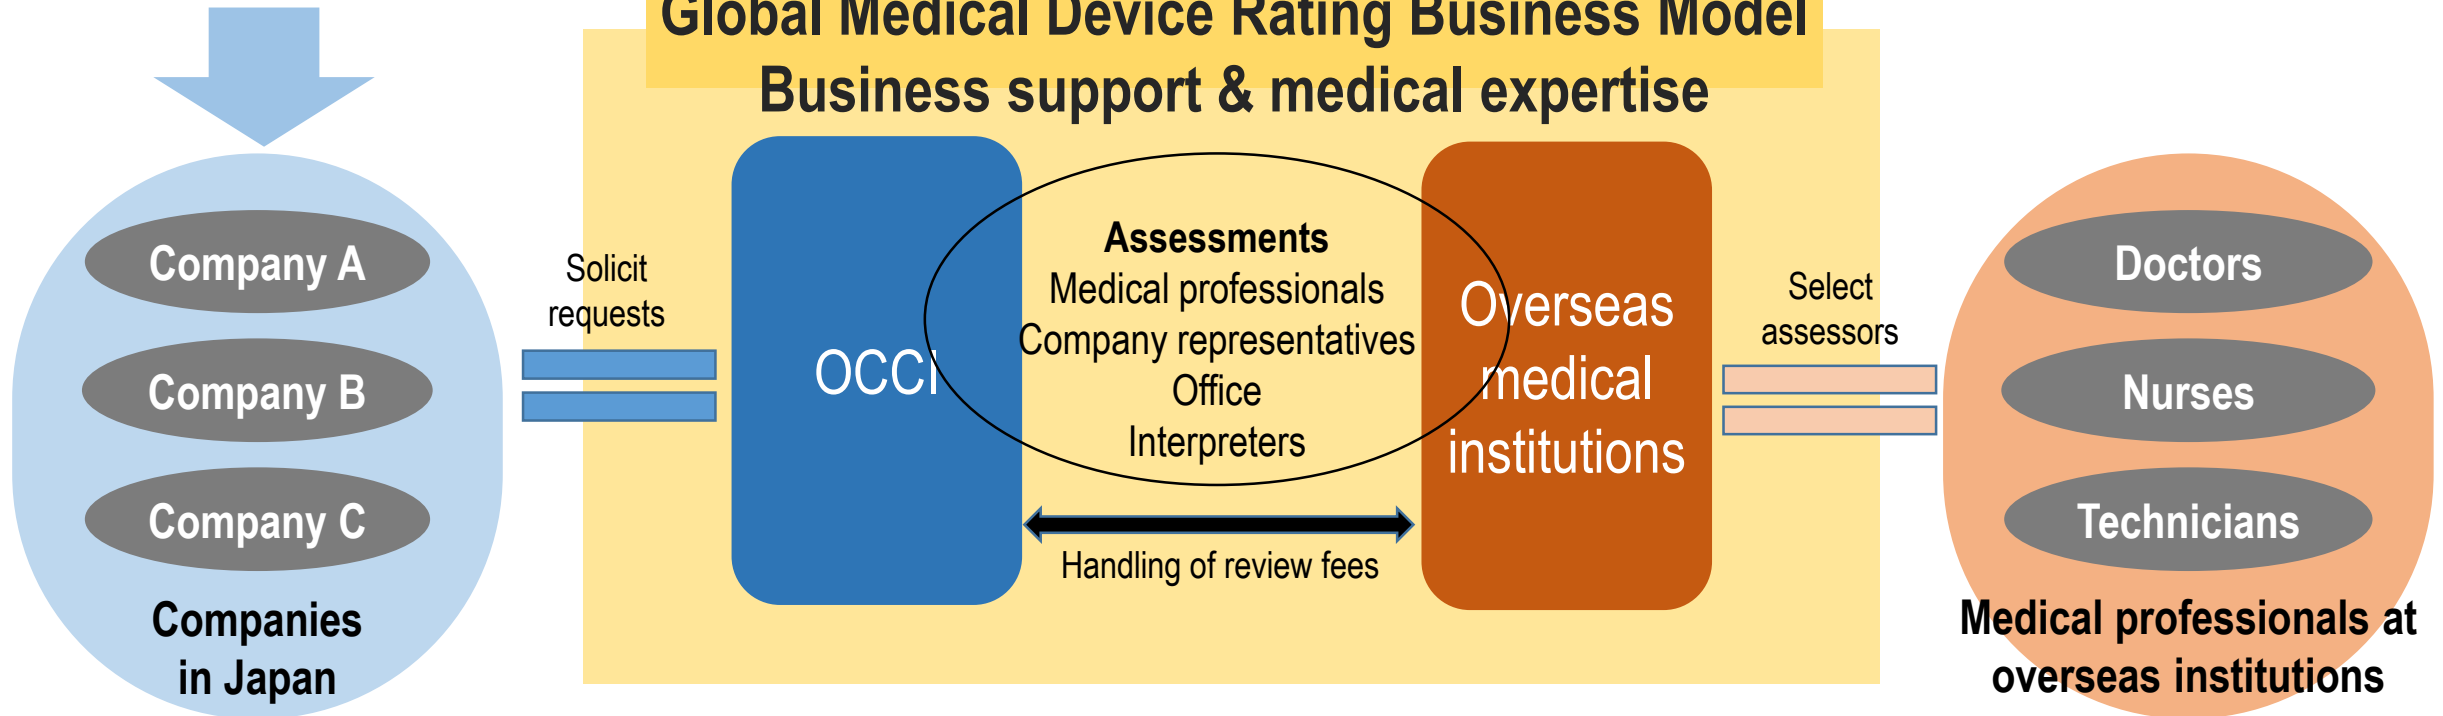 Global Medical Device Rating Business Model
Business support & medical expertise
Company A
Company B
Company C
Companies
in Japan
Solicit
requests
OCCI
Assessments
Medical professionals
Company representatives
Office
Interpreters
Handling of review fees
Overseas
medical
institutions
Select
assessors
Doctors
Nurses
Technicians
Medical professionals at
overseas institutions